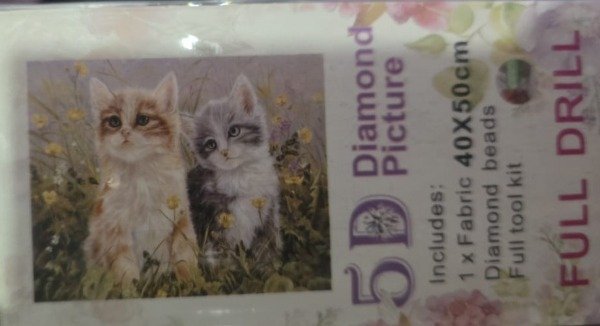 5D Diamond
Picture
Includes:
1 x Fabric 40X50cm
Diamond beads
Full tool kit
FULL DRILL